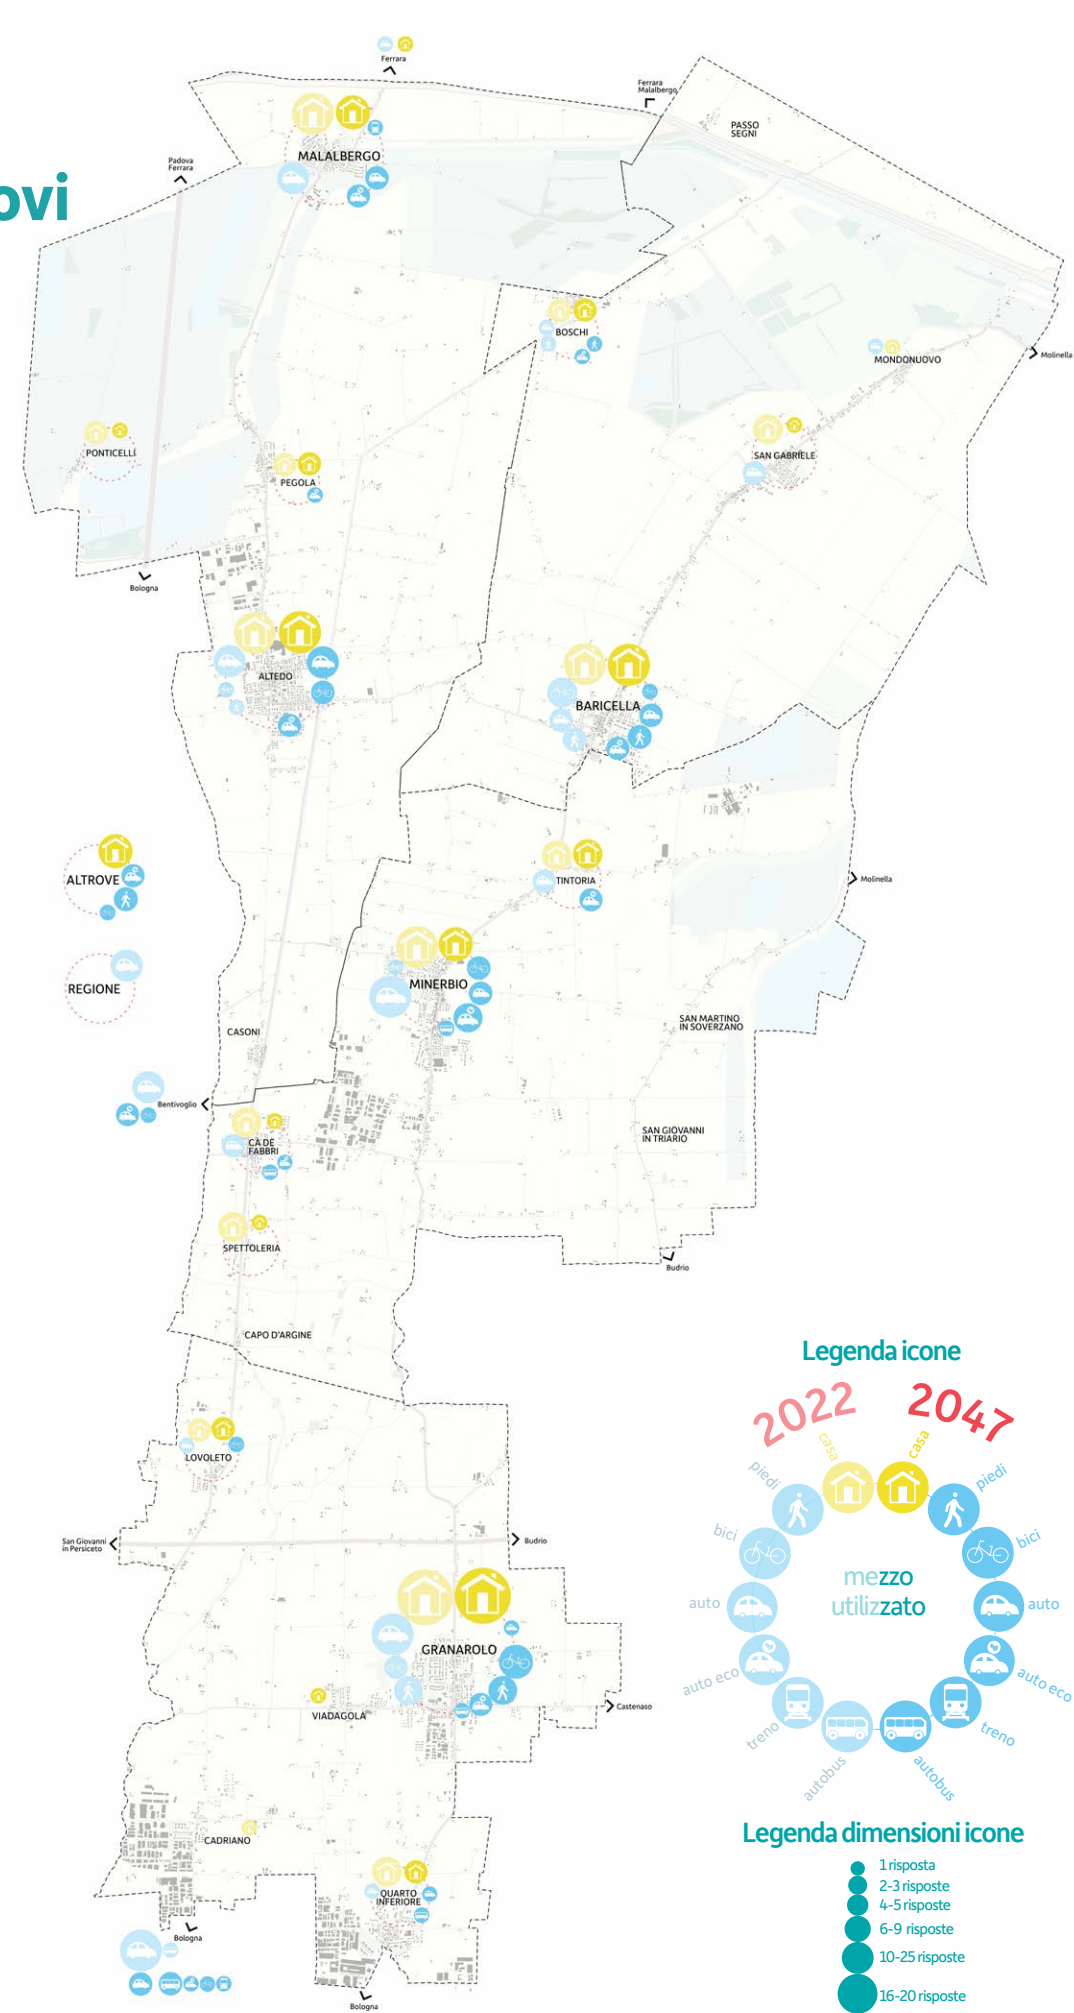 ovi
Ferrara
Ferrara
Malalbergo
PASSO
SEGNI
MALALBERGO
Padova
Ferrara
BOSCHI
MONDONUOVO
Molinella
PONTICELLI
SAN GABRIELE
PEGOLA
Bologna
ALTEDO
BARICELLA
ALTROVE
TINTORIA
Molinella
REGIONE
MINERBIO
CASONI
SAN MARTINO
IN SOVERZANO
Bentivoglio
CÀ DE
FABBRI
SAN GIOVANNI
IN TRIARIO
SPETTOLERIA
Budrio
CAPO D'ARGINE
LOVOLETO
San Giovanni
in Persiceto
Budrio
GRANAROLO
VIADAGOLA
Castenaso
CADRIANO
QUARTO
INFERIORE
Bologna
Bologna
Legenda icone
2022
2047
casa
casa
piedi
piedi
bici
bici
mezzo
utilizzato
auto
auto
auto eco
auto eco
treno
treno
autobus
autobus
Legenda dimensioni icone
1 risposta
2-3 risposte
4-5 risposte
6-9 risposte
10-25 risposte
16-20 risposte